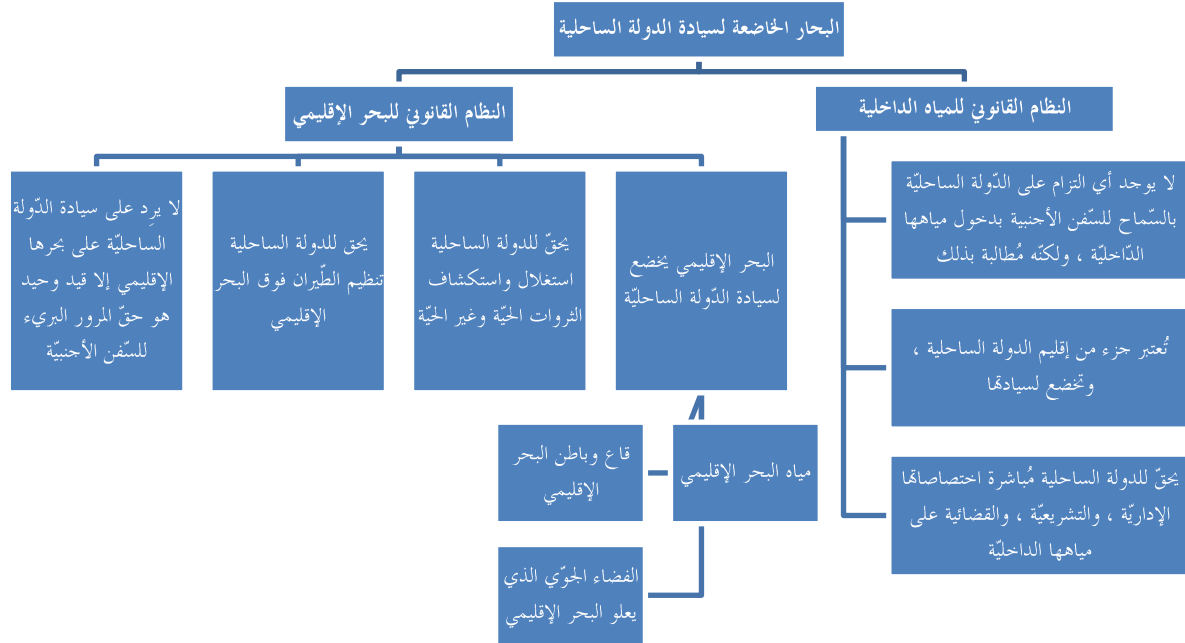 البحار الخاضعة لسيادة الدولة الساحلية
النظام القانوني للمياه الداخلية
لا يوجد أي التزام على الدّولة الساحليّة
بالسّماح للسّفن الأجنبية بدخول مياهها
الدّاخليّة ، ولكنّه مُطالبة بذلك
تُعتبر جزء من إقليم الدولة الساحلية ،
وتخضع لسيادتها
يحقّ للدولة الساحلية مُباشرة اختصاصاتها
الإداريّة ، والتشريعيّة ، والقضائية على
مياهها الداخليّة
النظام القانوني للبحر الإقليمي
البحر الإقليمي يخضع
لسيادة الدّولة الساحليّة
مياه البحر الإقليمي
قاع وباطن البحر
الإقليمي
الفضاء الجوّي الذي
يعلو البحر الإقليمي
يحقّ للدولة الساحلية
استغلال واستكشاف
الثروات الحيّة وغير الحيّة
يحق للدولة الساحلية
تنظيم الطّيران فوق البحر
الإقليمي
لا يرِد على سيادة الدّولة
الساحليّة على بحرها
الإقليمي إلا قيد وحيد
هو حقّ المرور البريء
للسّفن الأجنبيّة